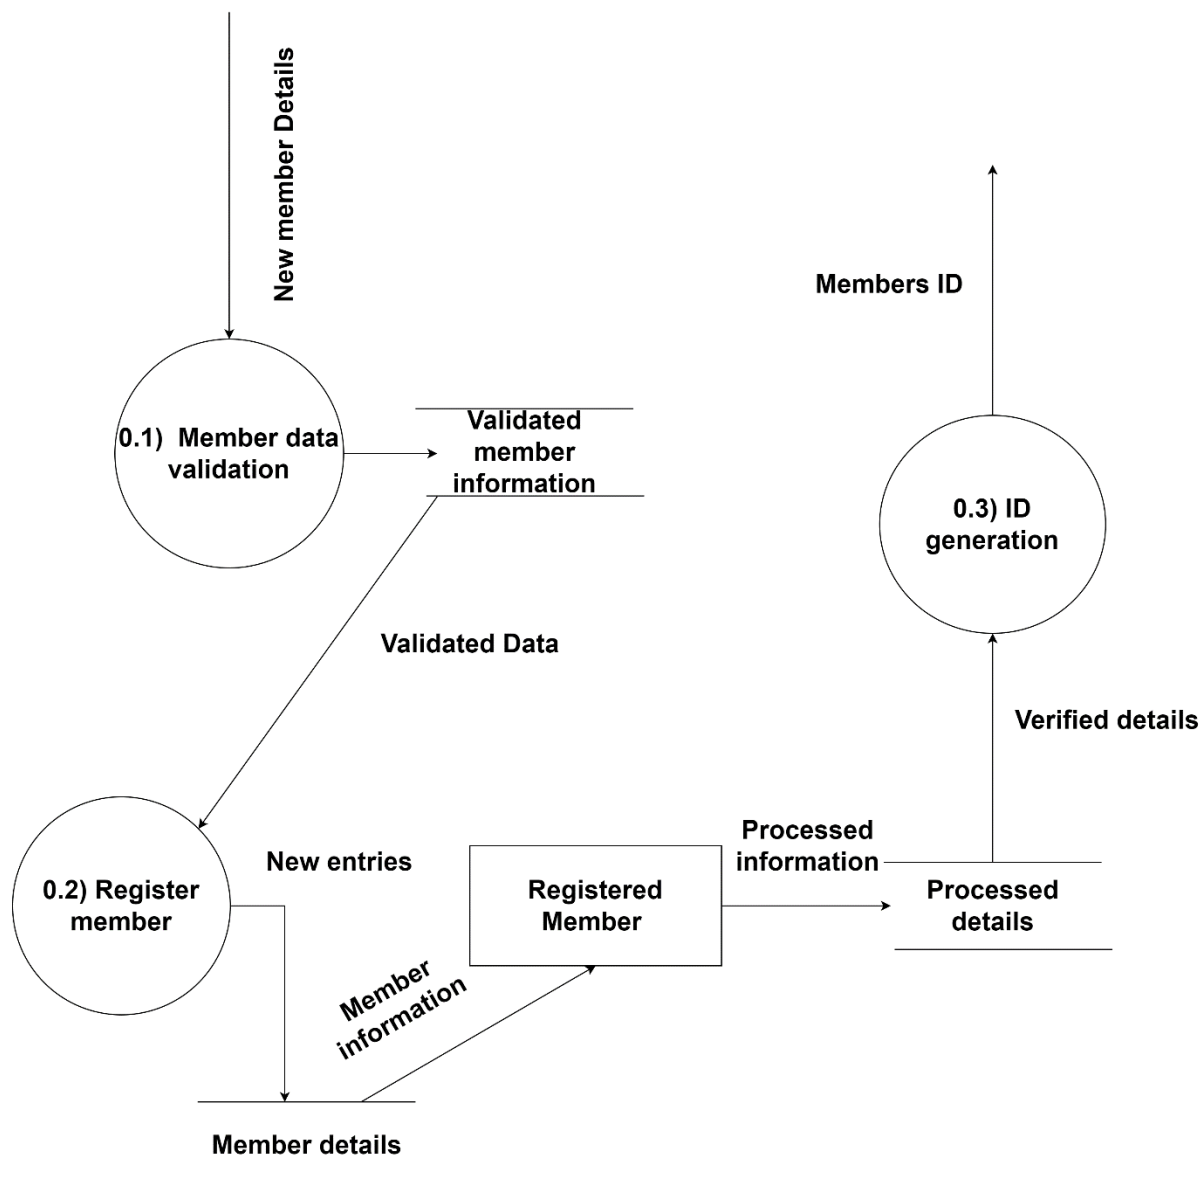 New member Details
Members ID
0.1)  Member data
validation
Validated
member
information
0.3) ID
generation
Validated Data
Verified details
0.2) Register
member
New entries
Member
information
Registered
Member
Processed
information
Processed
details
Member details